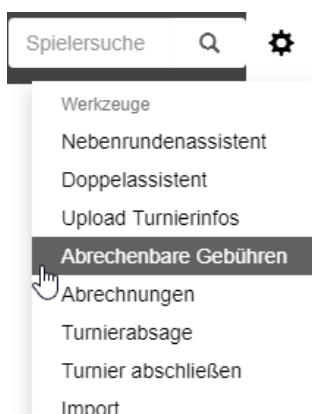 Spielersuche
Werkzeuge
Nebenrundenassistent
Doppelassistent
Upload Turnierinfos
Abrechenbare Gebühren
Abrechnungen
Turnierabsage
Turnier abschließen
Import